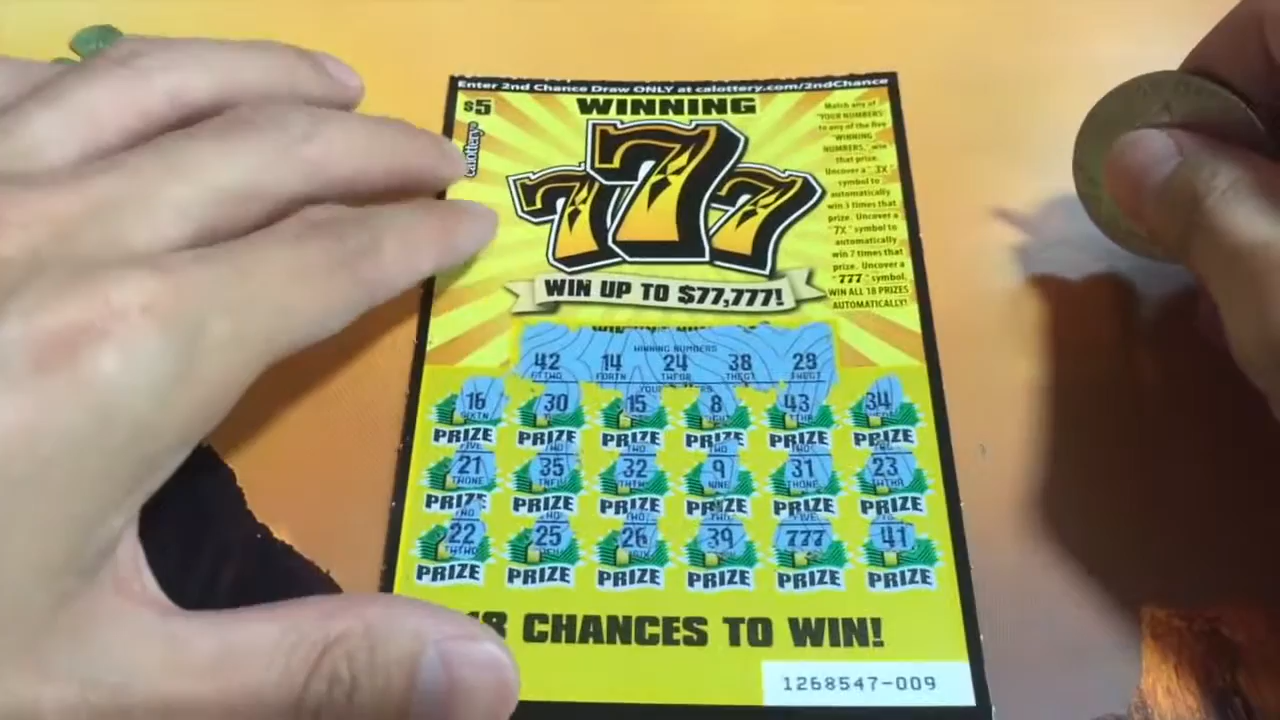 Enter 2nd Chance Draw ONLY at calottery.com/2ndChance
$5
calottery
WINNING
777
Match any of
"YOUR NUMBERS"
to any of the five
"WINNING
NUMBERS," win
that prize.
Uncover a "3X"
symbol to
automatically
win 3 times that
prize. Uncover a
"7X" symbol to
automatically
win 7 times that
prize. Uncover a
"777" symbol,
WIN ALL 18 PRIZES
AUTOMATICALLY!
WIN UP TO $77,777!
WINNING NUMBERS
42 14 24 38 28
FORTN
16 30 15 8 43 34
SIXTN
PRIZE PRIZE PRIZE PRIZE PRIZE PRIZE
21 35 32 9 31 23
NINE
PRIZE PRIZE PRIZE PRIZE PRIZE PRIZE
22 25 26 39 777 41
PRIZE PRIZE PRIZE PRIZE PRIZE PRIZE
CHANCES TO WIN!
1268547-009